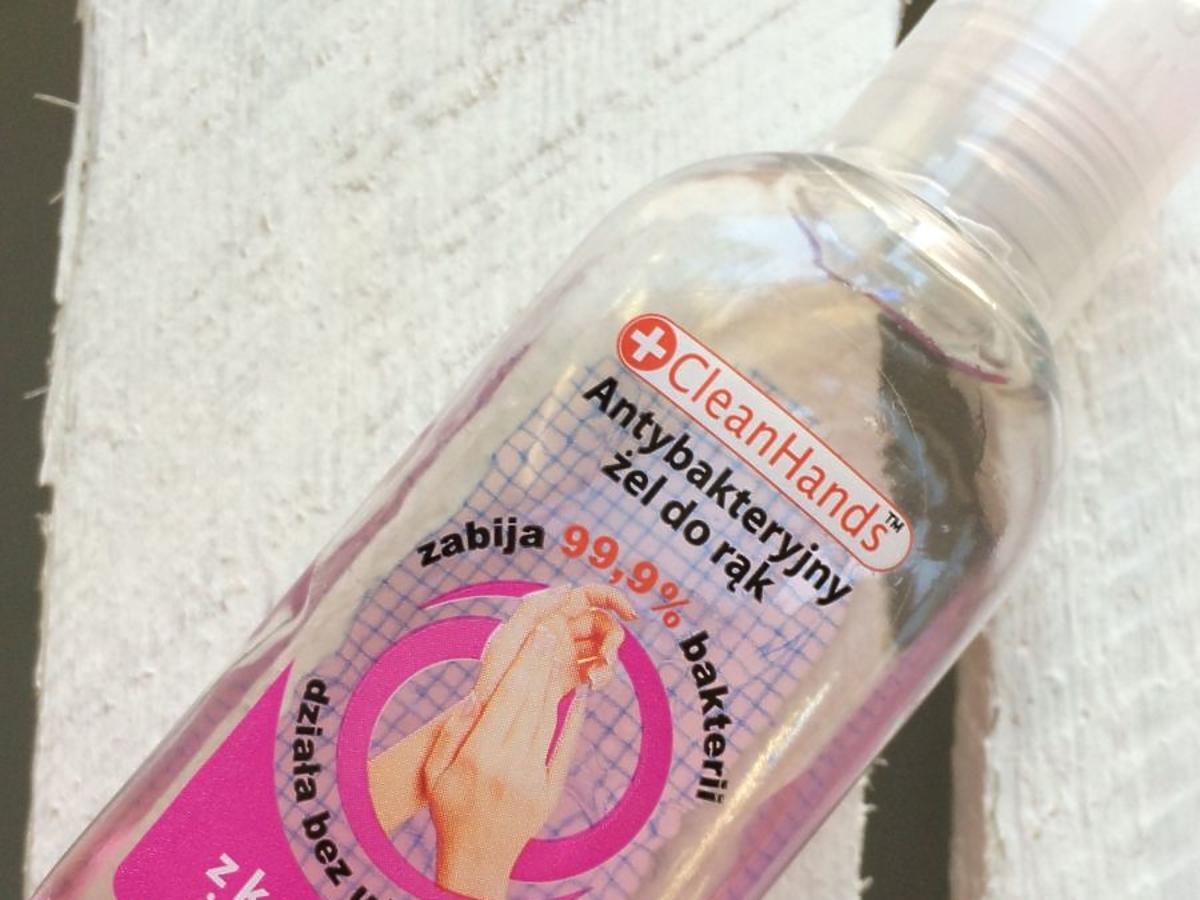 CleanHands™
Antybakteryjny
żel do rąk
zabija 99,9% bakterii
działa bez
z